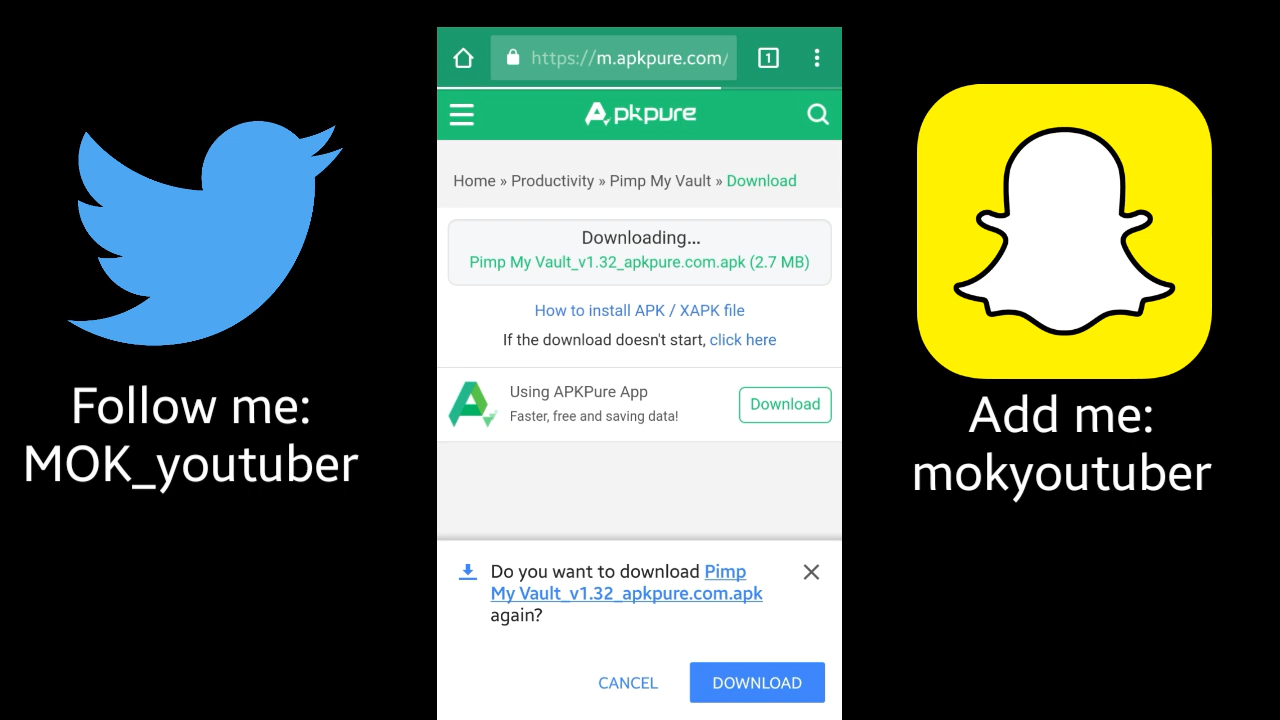 Follow me:
MOK_youtuber
https://m.apkpure.com/
1
Apkpure
Home » Productivity » Pimp My Vault » Download
Downloading...
Pimp My Vault_v1.32_apkpure.com.apk (2.7 MB)
How to install APK / XAPK file
If the download doesn't start, click here
Using APKPure App
Faster, free and saving data!
Download
Do you want to download Pimp
My Vault_v1.32_apkpure.com.apk
again?
CANCEL
DOWNLOAD
Add me:
mokyoutuber